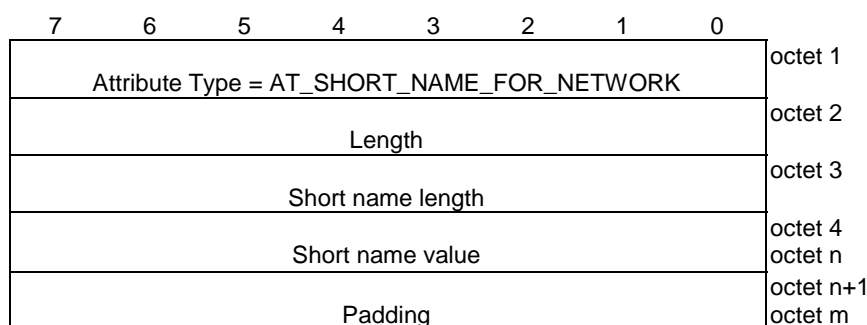 7 6 5 4 3 2 1 0
octet 1
Attribute Type = AT_SHORT_NAME_FOR_NETWORK
octet 2
Length
octet 3
Short name length
octet 4
Short name value octet n
octet n+1
Padding octet m